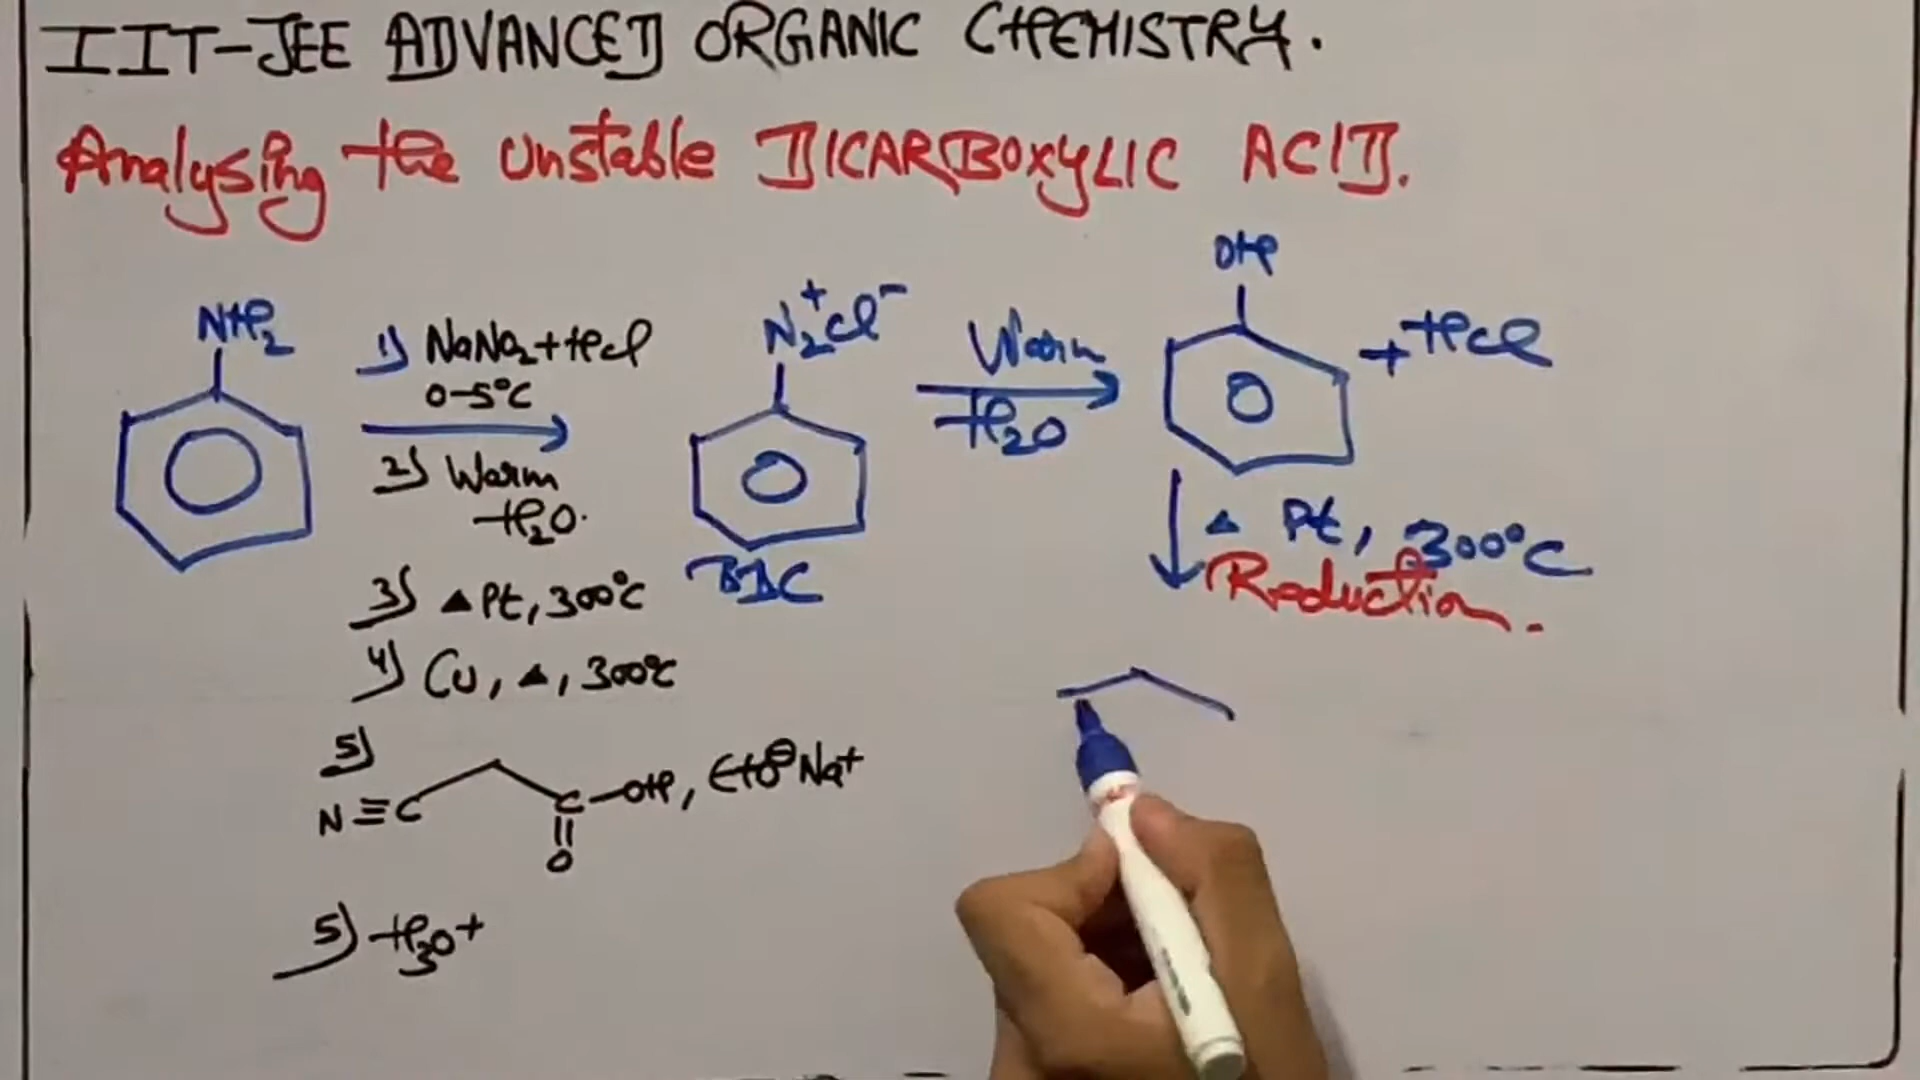 IIT-JEE ADVANCED ORGANIC CHEMISTRY.
Analysing the Unstable DICARBOXYLIC ACID.
NH2
1) NaNO2+HCl
0-5°C
2) Warm
H2O.
3) ▲ Pt, 300°C
4) Cu, ▲, 300°C
5)
N≡C C-OH, EtO⊖Na+
O
5) H3O+
N2+Cl-
BDC
Warm
H2O
OH
+HCl
▲ Pt, 300°C
Reduction.